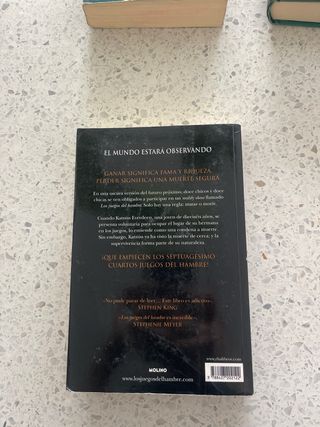 EL MUNDO ESTARÁ OBSERVANDO
GANAR SIGNIFICA FAMA Y RIQUEZA.
PERDER SIGNIFICA UNA MUERTE SEGURA
En una oscura versión del futuro próximo, doce chicos y doce
chicas se ven obligados a participar en un reality show llamado
Los juegos del hambre. Solo hay una regla: matar o morir.
Cuando Katniss Everdeen, una joven de dieciséis años, se
presenta voluntaria para ocupar el lugar de su hermana
en los juegos, lo entiende como una condena a muerte.
Sin embargo, Katniss ya ha visto la muerte de cerca; y la
supervivencia forma parte de su naturaleza.
¡QUE EMPIECEN LOS SEPTUAGÉSIMO
CUARTOS JUEGOS DEL HAMBRE!
«No pude parar de leer... Este libro es adictivo».
STEPHEN KING
«Los juegos del hambre es increíble».
STEPHENIE MEYER
MOLINO
www.losjuegosdelhambre.com
www.rbalibros.com
9 788427 202122